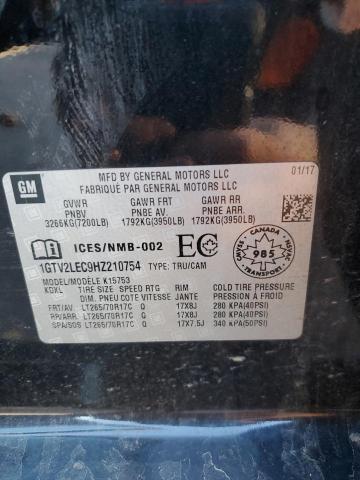 GM
MFD BY GENERAL MOTORS LLC
FABRIQUÉ PAR GENERAL MOTORS LLC
01/17
GVWR GAWR FRT GAWR RR
PNBV PNBE AV. PNBE ARR.
3266KG(7200LB) 1792KG(3950LB) 1792KG(3950LB)
ICES/NMB-002 EC CANADA 985
1GTV2LEC9HZ210754 TYPE: TRU/CAM
MODEL/MODÈLE K15753
KDKL TIRE SIZE SPEED RTG RIM COLD TIRE PRESSURE
DIM. PNEU COTE VITESSE JANTE PRESSION À FROID
FRT/AV LT265/70R17C Q 17X8J 280 KPA(40PSI)
RR/ARR. LT265/70R17C Q 17X8J 280 KPA(40PSI)
SPA/SDS LT265/70R17C Q 17X7.5J 340 KPA(50PSI)